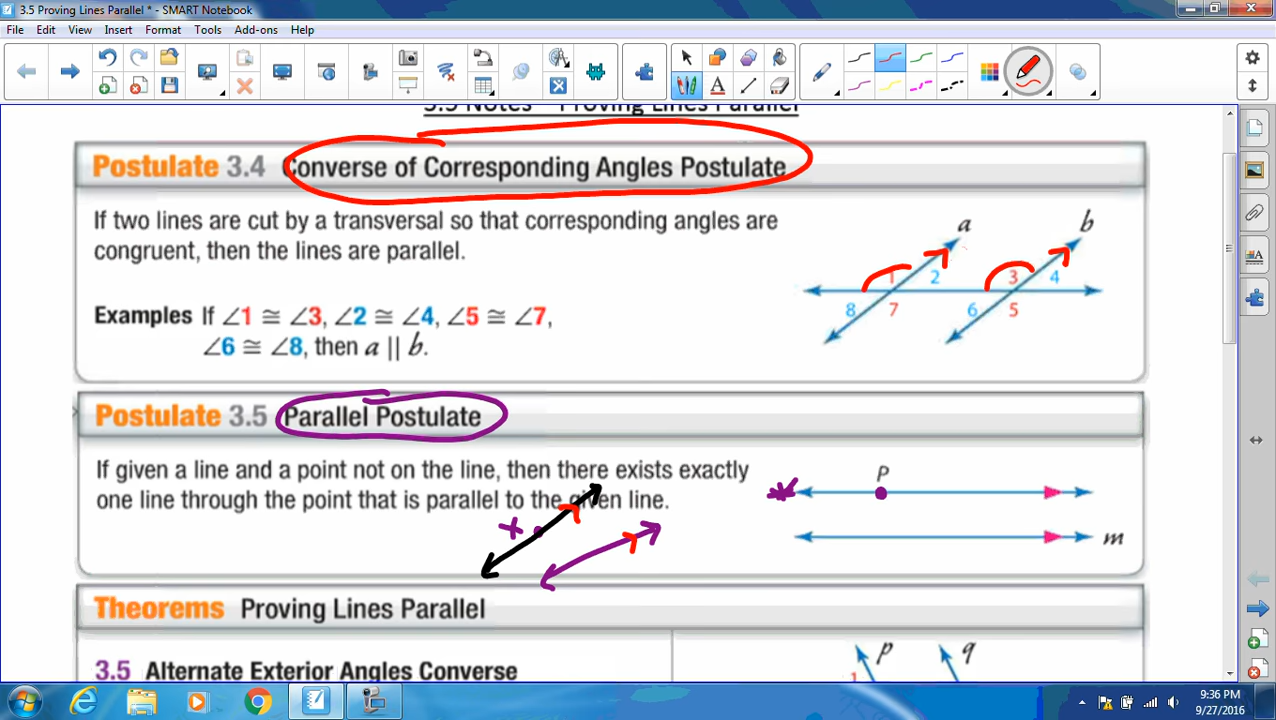 3.5 Proving Lines Parallel * - SMART Notebook
File Edit View Insert Format Tools Add-ons Help
3.5 Notes – Proving Lines Parallel
Postulate 3.4 Converse of Corresponding Angles Postulate
If two lines are cut by a transversal so that corresponding angles are
congruent, then the lines are parallel.
Examples If ∠1 ≅ ∠3, ∠2 ≅ ∠4, ∠5 ≅ ∠7,
∠6 ≅ ∠8, then a || b.
a b
1 2 3 4
8 7 6 5
Postulate 3.5 Parallel Postulate
If given a line and a point not on the line, then there exists exactly
one line through the point that is parallel to the given line.
P
m
Theorems Proving Lines Parallel
3.5 Alternate Exterior Angles Converse
p q
1
9:36 PM
9/27/2016